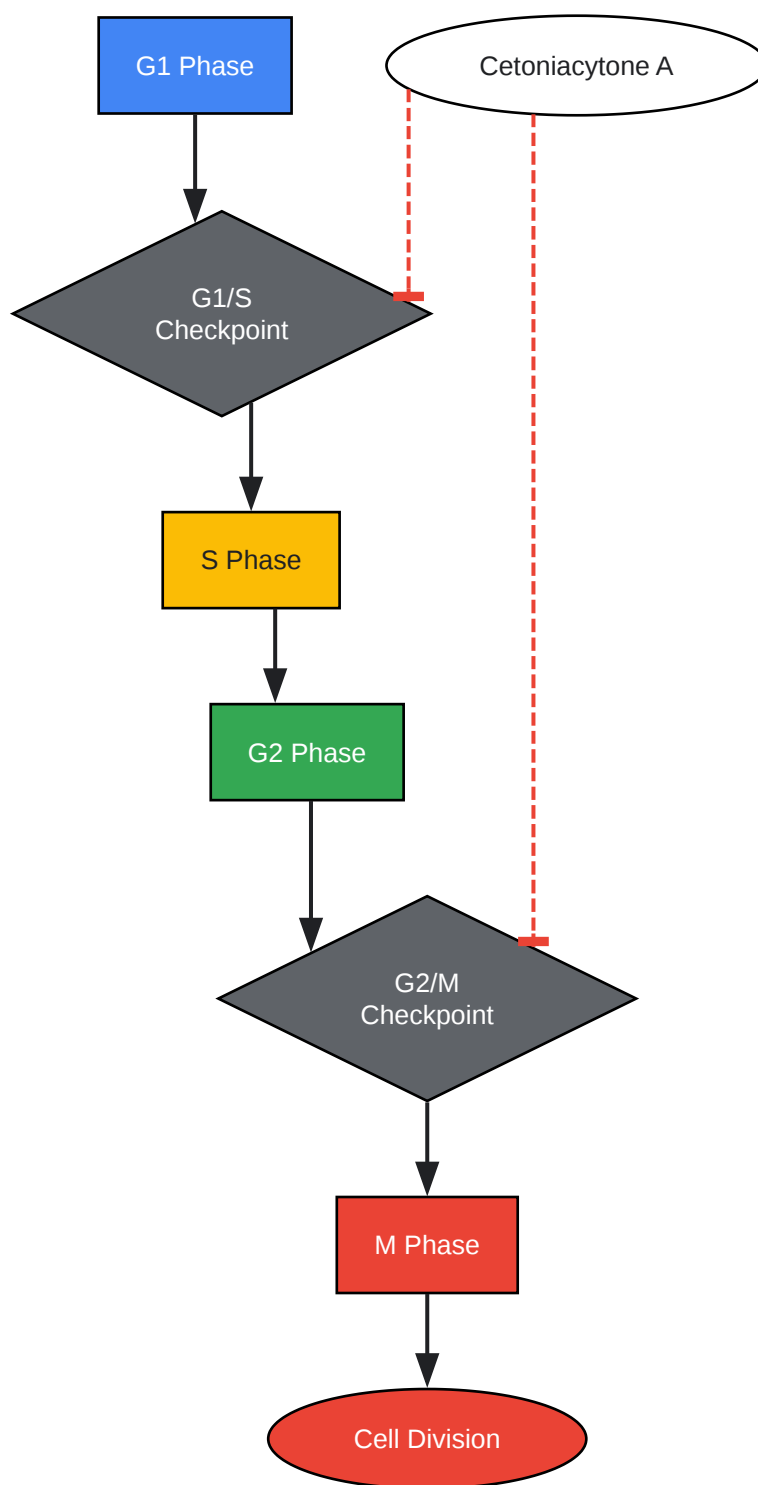 G1 Phase
Cetoniacytone A
G1/S
Checkpoint
S Phase
G2 Phase
G2/M
Checkpoint
M Phase
Cell Division